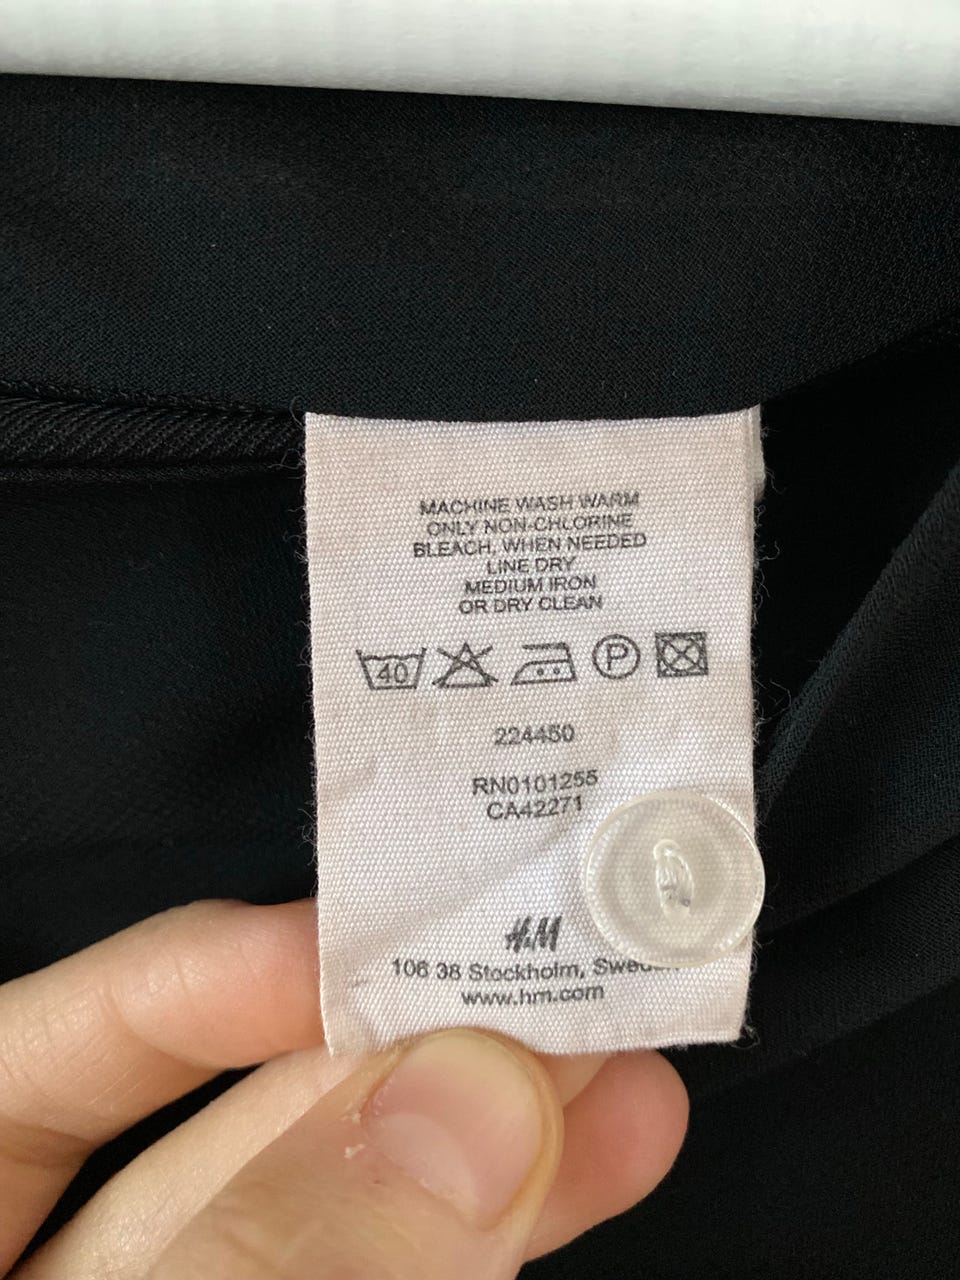 MACHINE WASH WARM
ONLY NON-CHLORINE
BLEACH, WHEN NEEDED
LINE DRY
MEDIUM IRON
OR DRY CLEAN
40 P
224450
RN0101255
CA42271
H&M
106 38 Stockholm,
www.hm.com